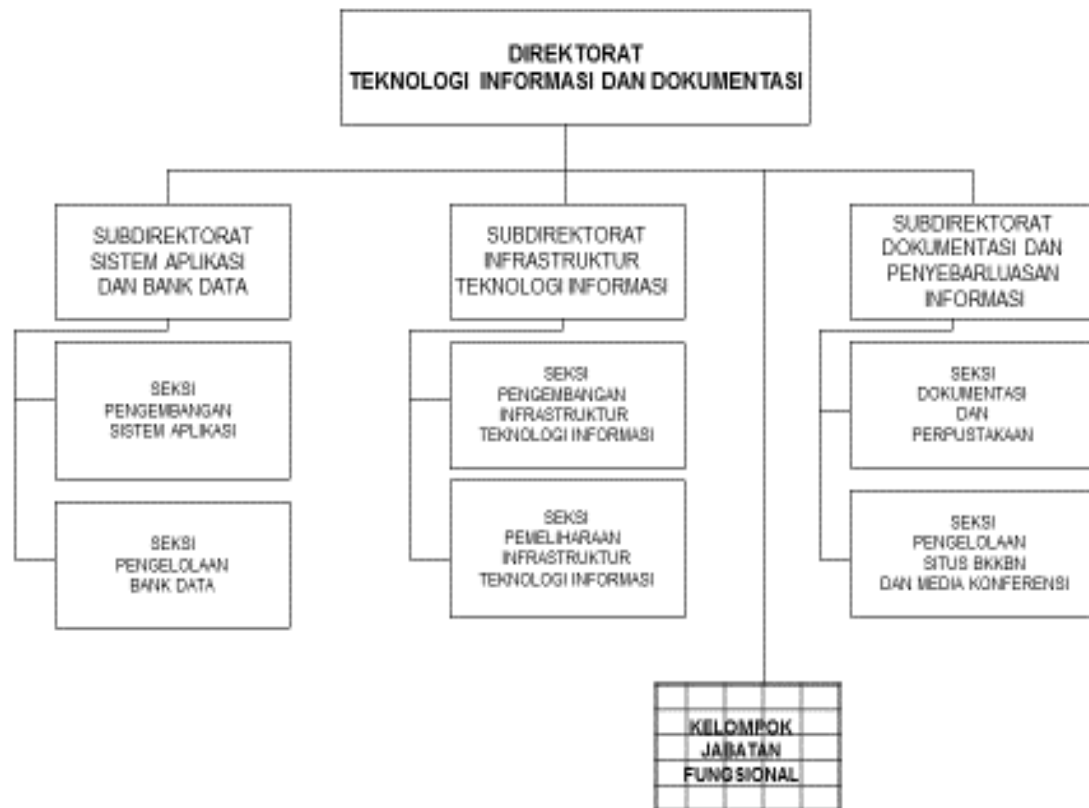 DIREKTORAT
TEKNOLOGI INFORMASI DAN DOKUMENTASI
SUBDIREKTORAT
SISTEM APLIKASI
DAN BANK DATA
SUBDIREKTORAT
INFRASTRUKTUR
TEKNOLOGI INFORMASI
SUBDIREKTORAT
DOKUMENTASI DAN
PENYEBARLUASAN
INFORMASI
SEKSI
PENGEMBANGAN
SISTEM APLIKASI
SEKSI
PENGEMBANGAN
INFRASTRUKTUR
TEKNOLOGI INFORMASI
SEKSI
DOKUMENTASI
DAN
PERPUSTAKAAN
SEKSI
PENGELOLAAN
BANK DATA
SEKSI
PEMELIHARAAN
INFRASTRUKTUR
TEKNOLOGI INFORMASI
SEKSI
PENGELOLAAN
SITUS BKKBN
DAN MEDIA KONFERENSI
KELOMPOK
JABATAN
FUNGSIONAL